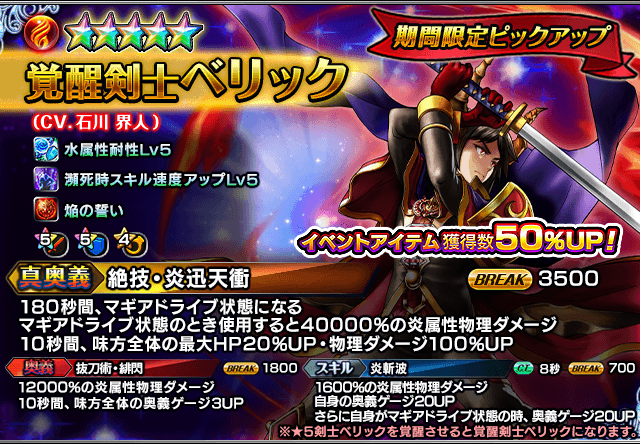 期間限定ピックアップ
覚醒剣士ベリック
(CV.石川 界人)
水属性耐性Lv5
瀕死時スキル速度アップLv5
焔の誓い
5 5 4
イベントアイテム獲得数50%UP!
真奥義 絶技・炎迅天衝 BREAK 3500
180秒間、マギアドライブ状態になる
マギアドライブ状態のとき使用すると40000%の炎属性物理ダメージ
10秒間、味方全体の最大HP20%UP・物理ダメージ100%UP
奥義 抜刀術・緋閃 BREAK 1800
12000%の炎属性物理ダメージ
10秒間、味方全体の奥義ゲージ3UP
スキル 炎斬波 C.T. 8秒 BREAK 700
1600%の炎属性物理ダメージ
自身の奥義ゲージ20UP
さらに自身がマギアドライブ状態の時、奥義ゲージ20UP
※★5剣士ベリックを覚醒させると覚醒剣士ベリックになります。